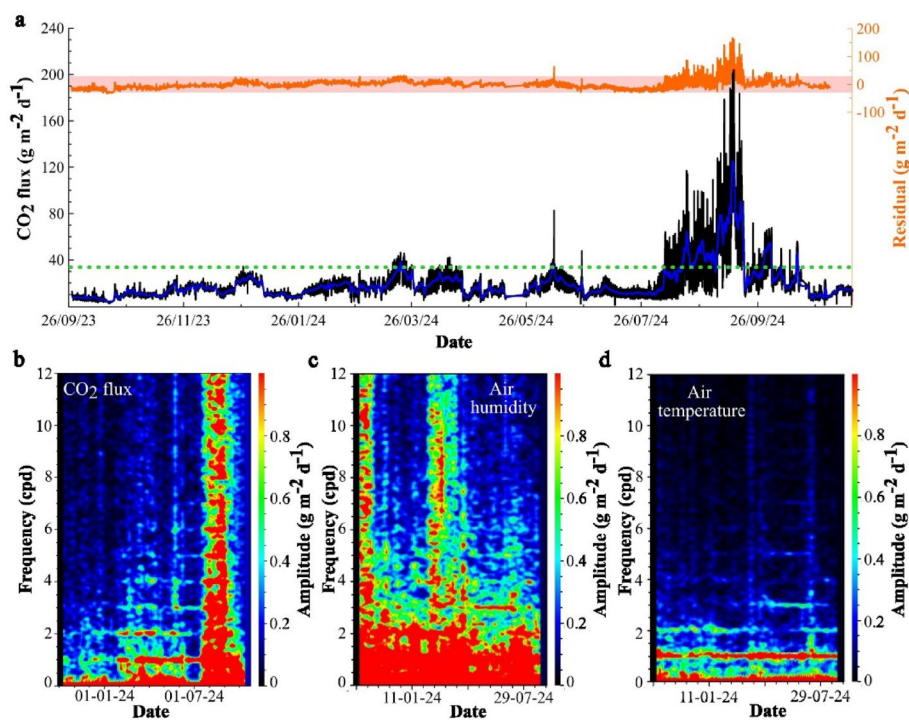 a
240
200
160
120
80
40
CO2 flux (g m⁻² d⁻¹)
200
100
0
-100
Residual (g m⁻² d⁻¹)
26/09/23 26/11/23 26/01/24 26/03/24 26/05/24 26/07/24 26/09/24
Date
b
CO2 flux
12
10
8
6
4
2
0
Frequency (cpd)
01-01-24 01-07-24
Date
0.8
0.6
0.4
0.2
0
Amplitude (g m⁻² d⁻¹)
c
Air
humidity
12
10
8
6
4
2
0
Frequency (cpd)
11-01-24 29-07-24
Date
0.8
0.6
0.4
0.2
0
Amplitude (g m⁻² d⁻¹)
d
Air
temperature
12
10
8
6
4
2
0
Frequency (cpd)
11-01-24 29-07-24
Date
0.8
0.6
0.4
0.2
0
Amplitude (g m⁻² d⁻¹)